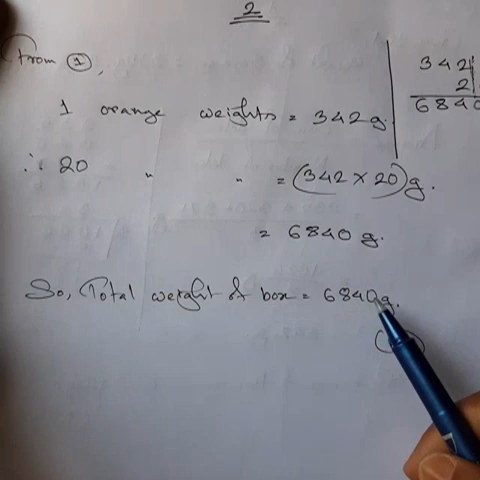 2
From ①,
1 orange weights = 342 g.
∴ 20 " " = (342 × 20) g.
= 6840 g.
So, Total weight of box = 6840g.
342
2
6840